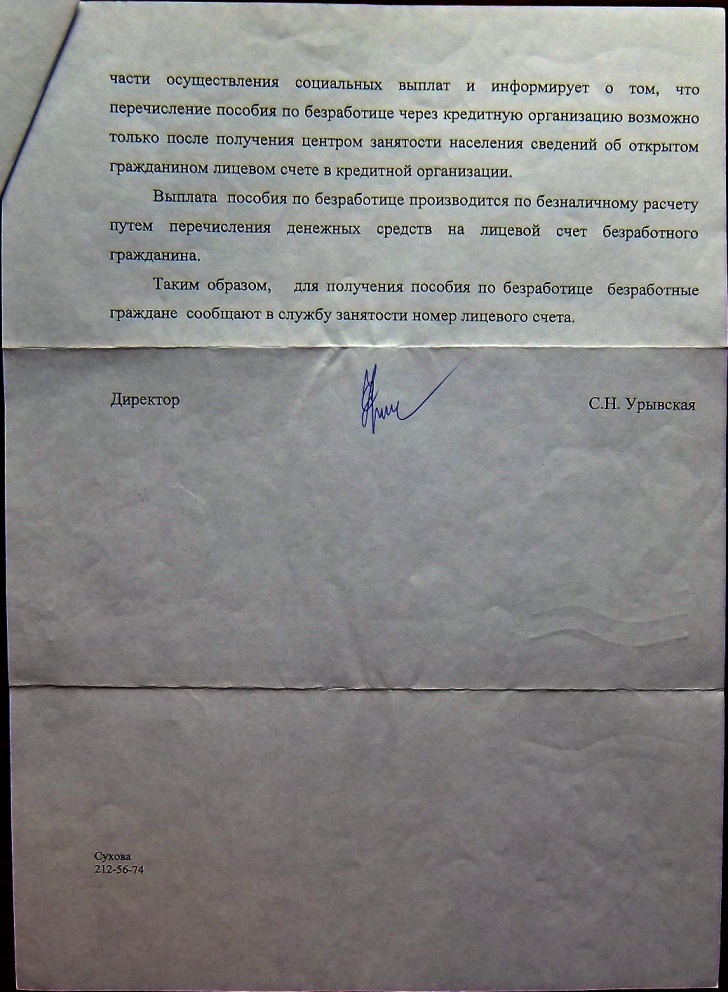 части осуществления социальных выплат и информирует о том, что
перечисление пособия по безработице через кредитную организацию возможно
только после получения центром занятости населения сведений об открытом
гражданином лицевом счете в кредитной организации.
Выплата пособия по безработице производится по безналичному расчету
путем перечисления денежных средств на лицевой счет безработного
гражданина.
Таким образом, для получения пособия по безработице безработные
граждане сообщают в службу занятости номер лицевого счета.
Директор С.Н. Урывская
Сухова
212-56-74